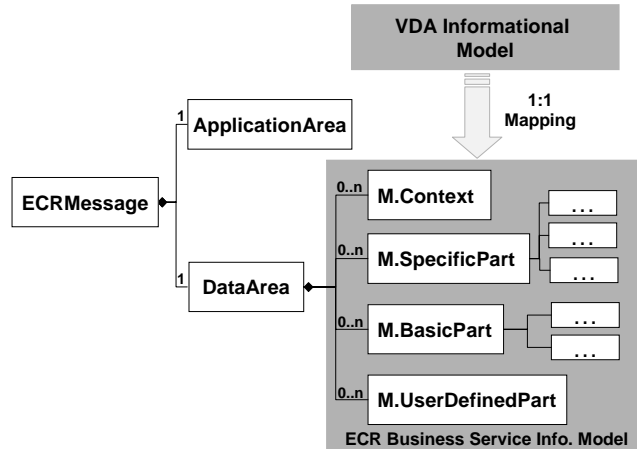 VDA Informational
Model
1:1
Mapping
1
ApplicationArea
ECRMessage
1
DataArea
0..n
M.Context
0..n
M.SpecificPart
...
...
...
0..n
M.BasicPart
...
...
0..n
M.UserDefinedPart
ECR Business Service Info. Model